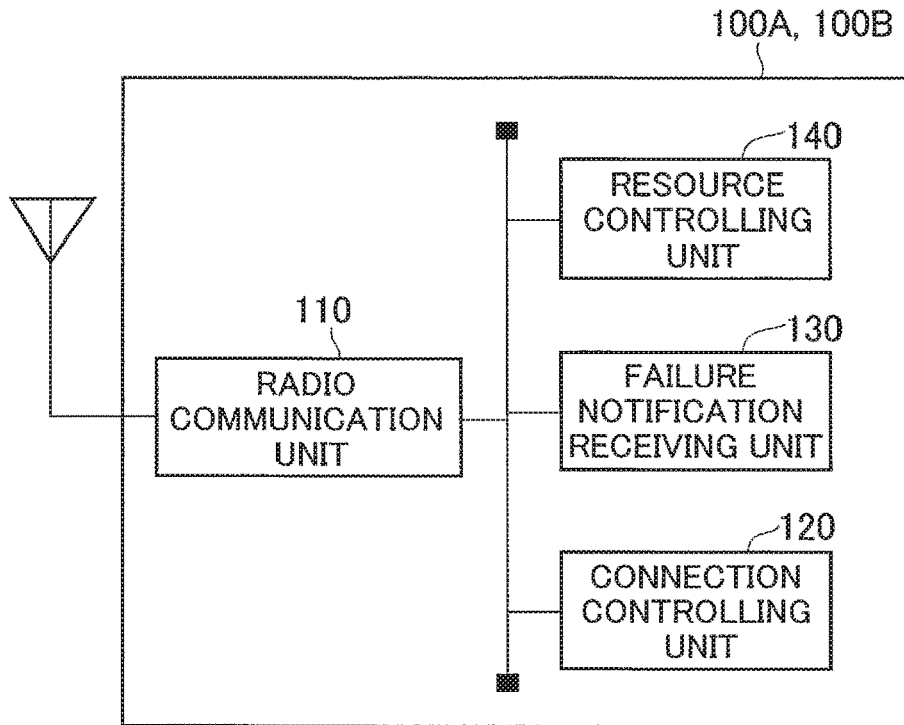 100A, 100B
140
RESOURCE
CONTROLLING
UNIT
110
RADIO
COMMUNICATION
UNIT
130
FAILURE
NOTIFICATION
RECEIVING UNIT
120
CONNECTION
CONTROLLING
UNIT